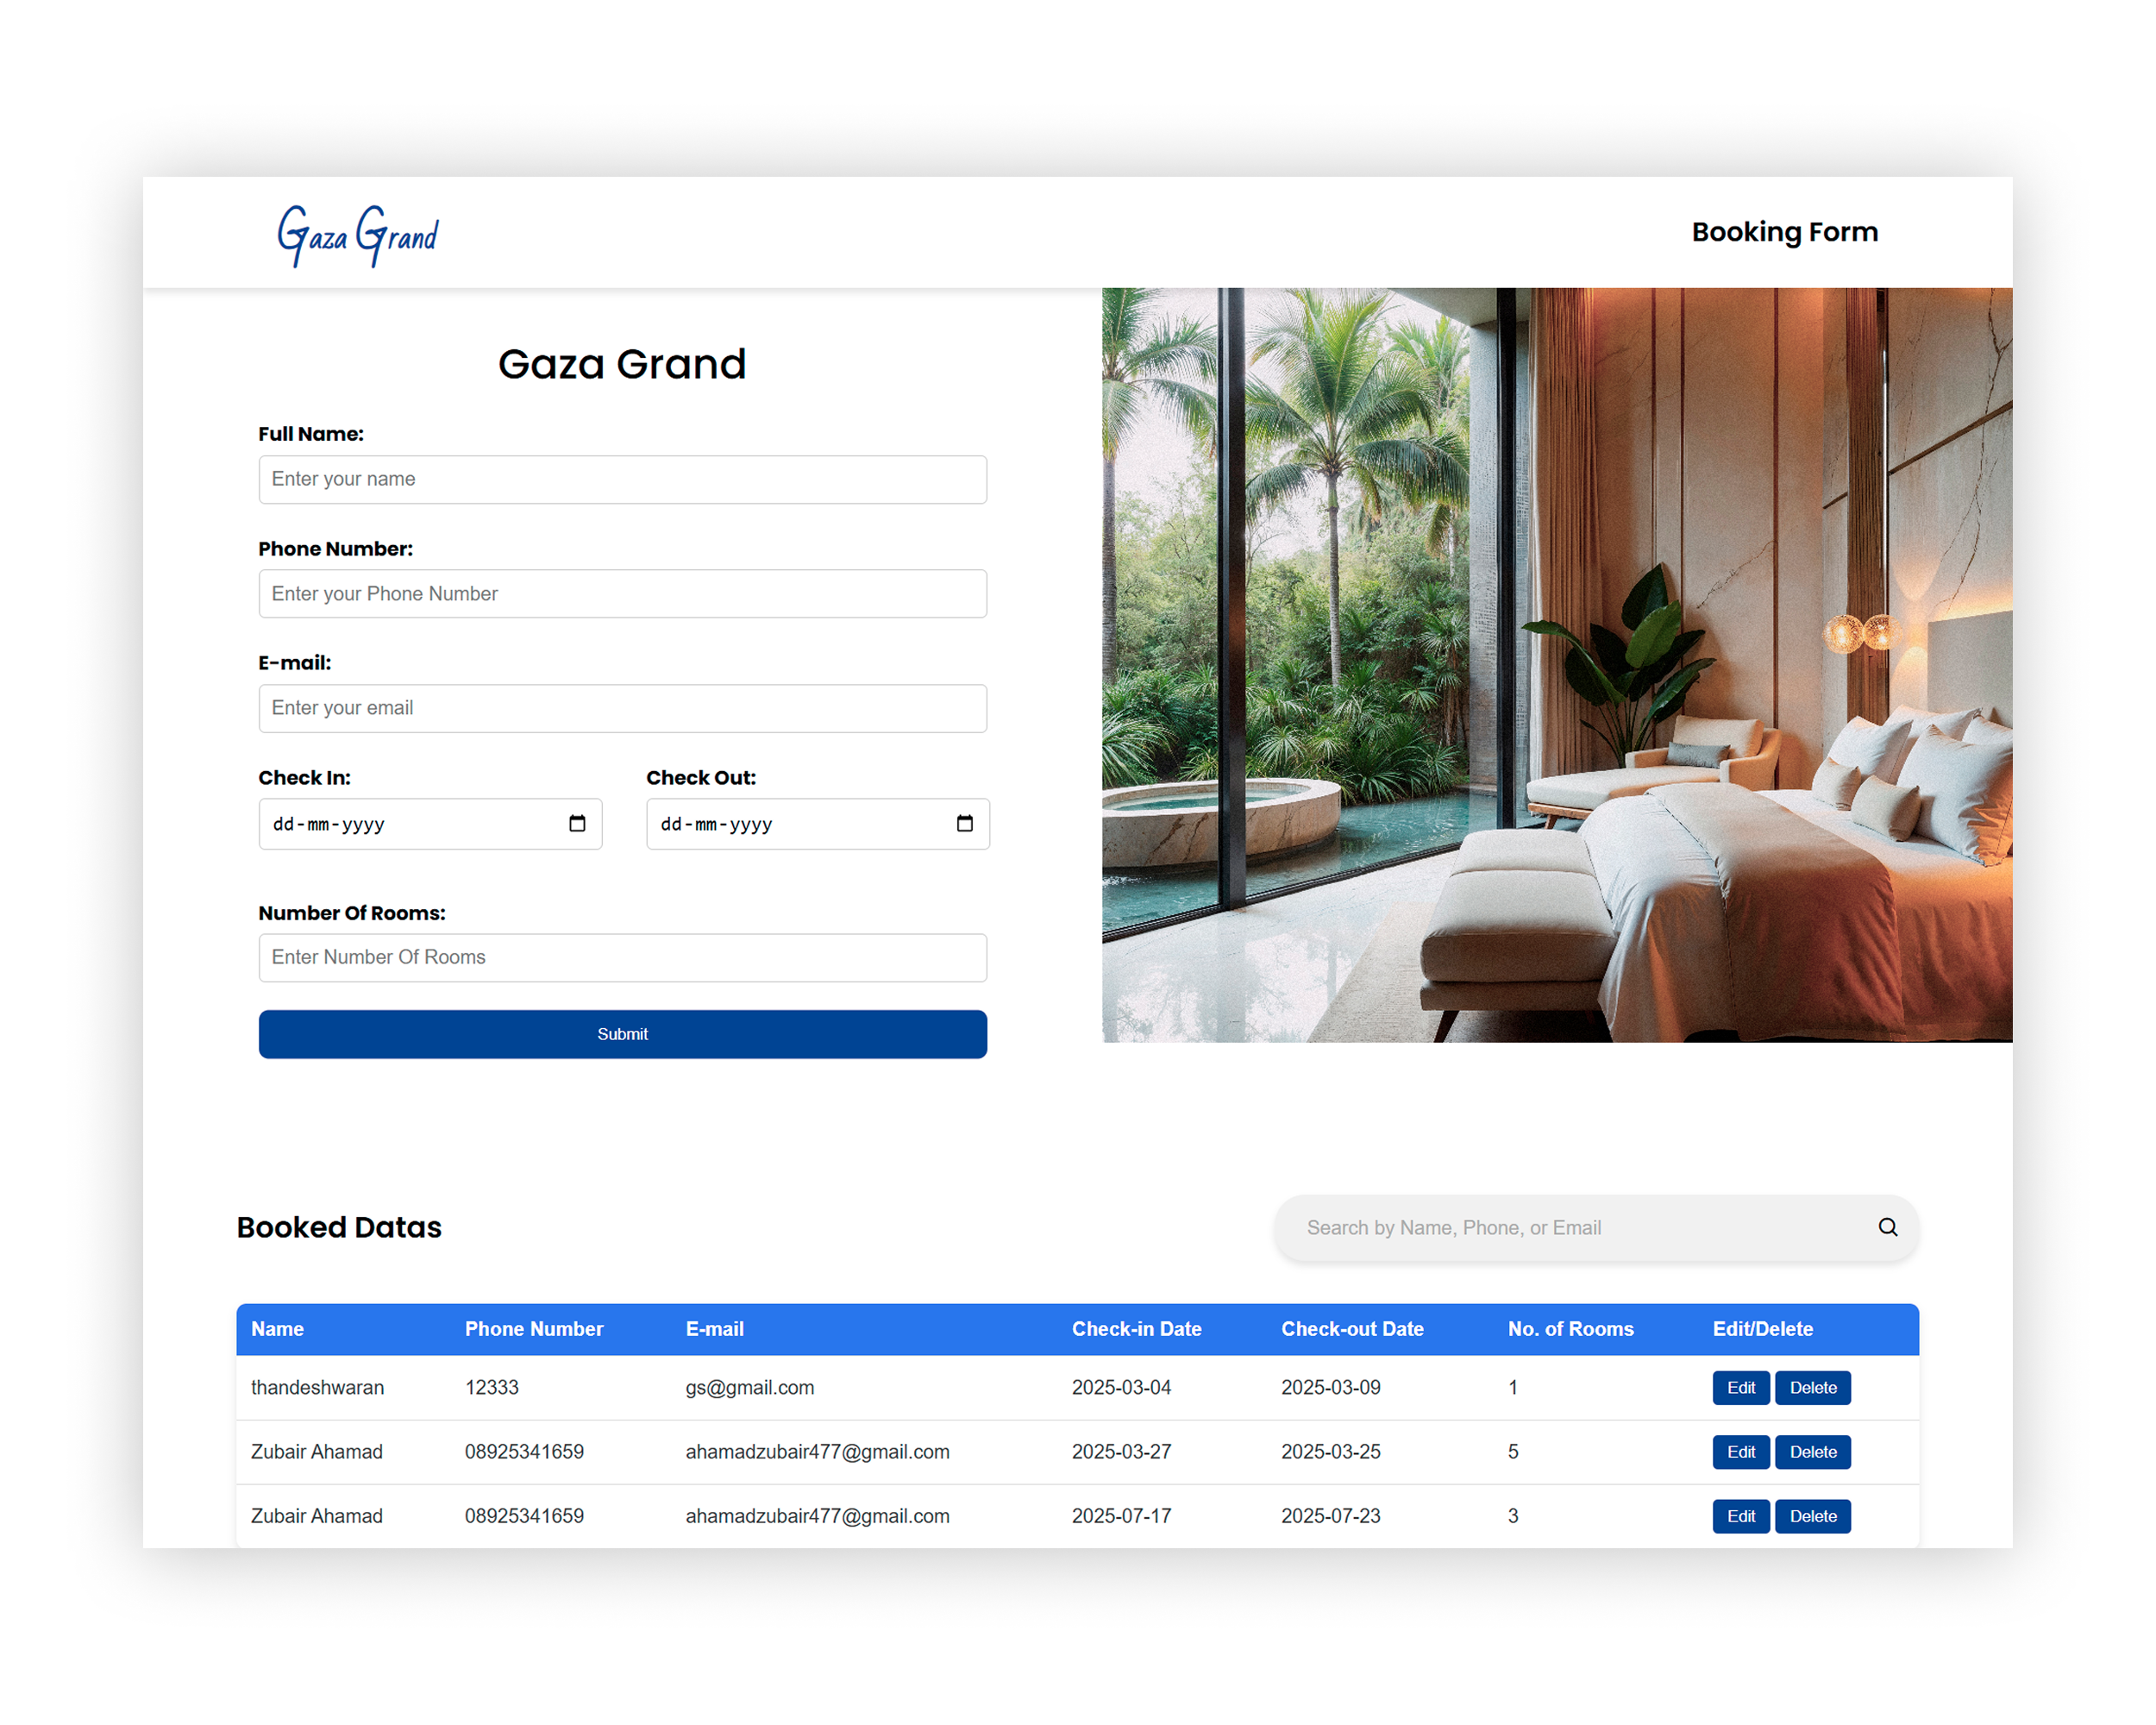 Gaza Grand
Booking Form
Gaza Grand
Full Name:
Enter your name
Phone Number:
Enter your Phone Number
E-mail:
Enter your email
Check In: Check Out:
dd-mm-yyyy dd-mm-yyyy
Number Of Rooms:
Enter Number Of Rooms
Submit
Booked Datas
Search by Name, Phone, or Email
Name Phone Number E-mail Check-in Date Check-out Date No. of Rooms Edit/Delete
thandeshwaran 12333 gs@gmail.com 2025-03-04 2025-03-09 1 Edit Delete
Zubair Ahamad 08925341659 ahamadzubair477@gmail.com 2025-03-27 2025-03-25 5 Edit Delete
Zubair Ahamad 08925341659 ahamadzubair477@gmail.com 2025-07-17 2025-07-23 3 Edit Delete